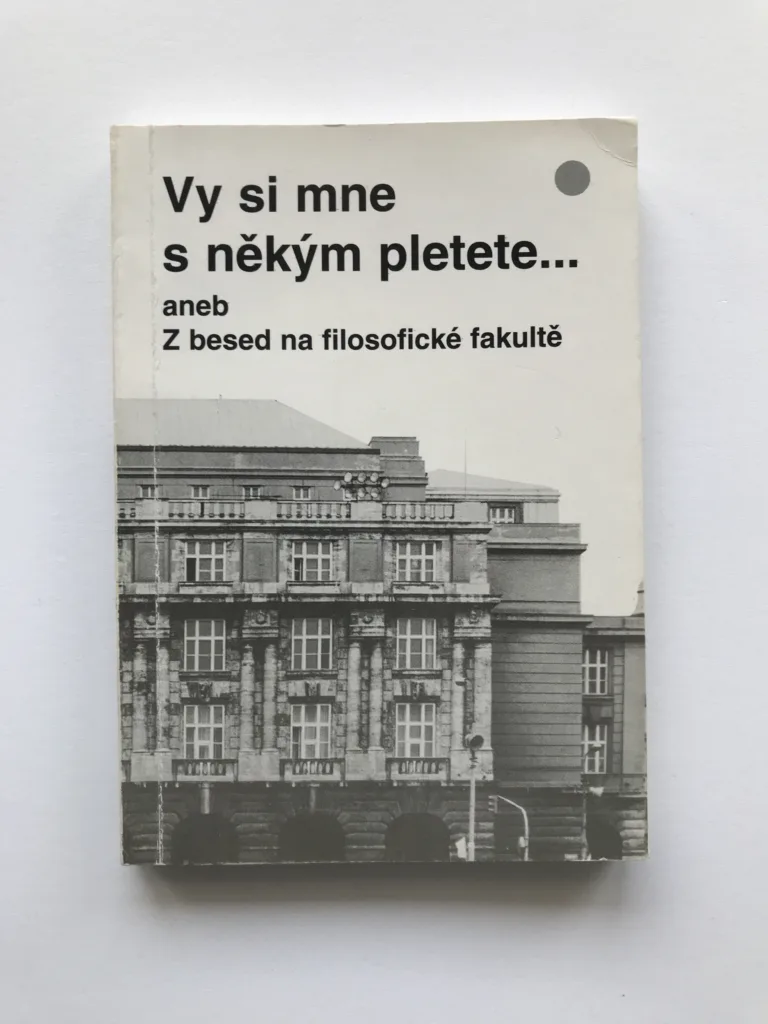 Vy si mne
s někým pletete...
aneb
Z besed na filosofické fakultě